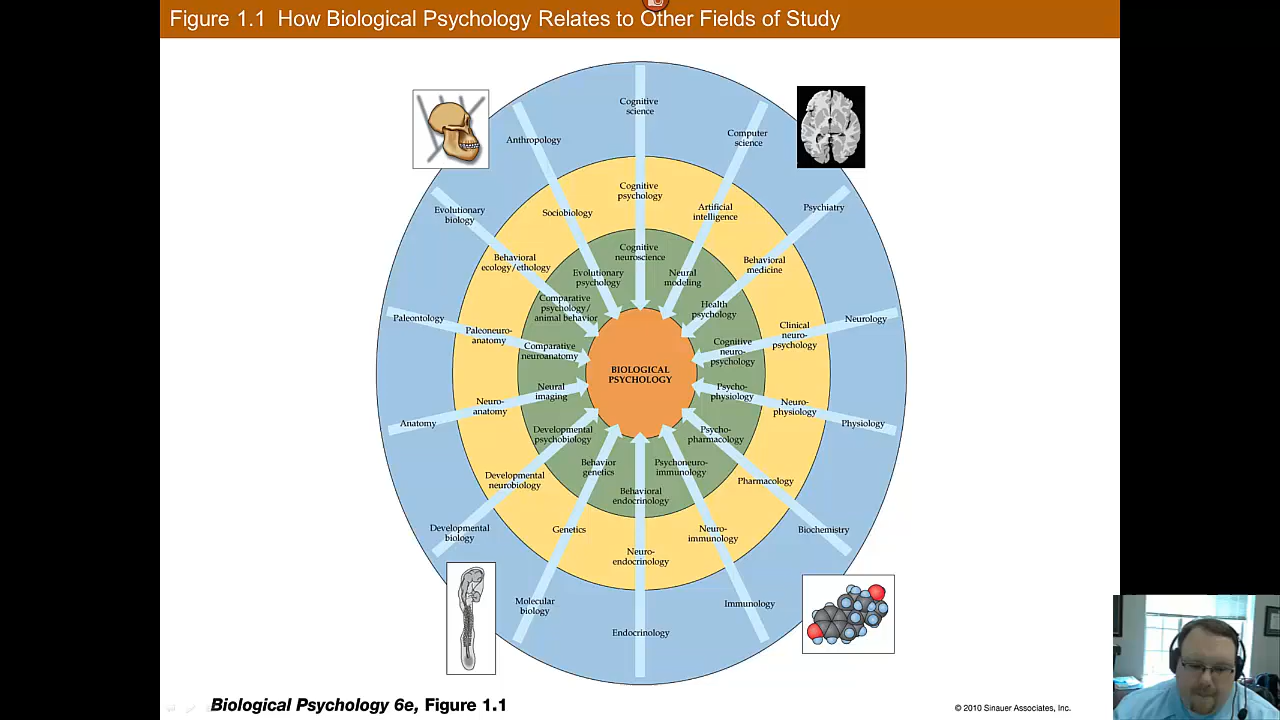 Figure 1.1 How Biological Psychology Relates to Other Fields of Study
Cognitive
science
Anthropology
Computer
science
Cognitive
psychology
Evolutionary
biology
Sociobiology
Artificial
intelligence
Psychiatry
Cognitive
neuroscience
Behavioral
ecology/ethology
Evolutionary
psychology
Neural
modeling
Behavioral
medicine
Comparative
psychology/
animal behavior
Health
psychology
Paleontology
Neurology
Paleoneuro-
anatomy
Clinical
neuro-
psychology
Comparative
neuroanatomy
Cognitive
neuro-
psychology
BIOLOGICAL
PSYCHOLOGY
Neural
imaging
Psycho-
physiology
Neuro-
anatomy
Neuro-
physiology
Anatomy
Physiology
Developmental
psychobiology
Psycho-
pharmacology
Behavior
genetics
Psychoneuro-
immunology
Developmental
neurobiology
Pharmacology
Behavioral
endocrinology
Developmental
biology
Genetics
Neuro-
immunology
Biochemistry
Neuro-
endocrinology
Molecular
biology
Immunology
Endocrinology
Biological Psychology 6e, Figure 1.1
© 2010 Sinauer Associates, Inc.